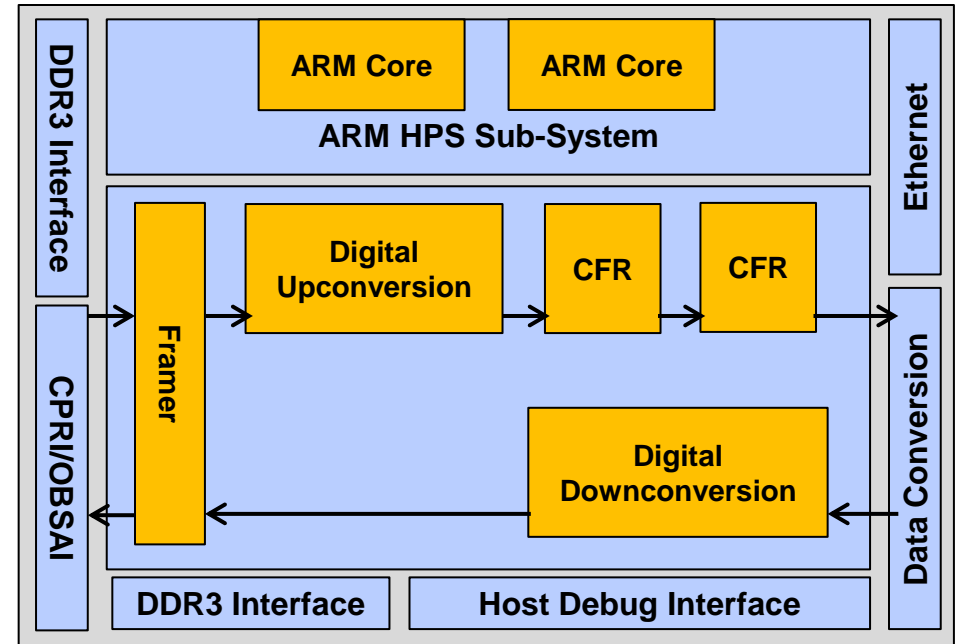 DDR3 Interface
ARM Core
ARM Core
ARM HPS Sub-System
Ethernet
CPRI/OBSAI
Framer
Digital
Upconversion
CFR
CFR
Digital
Downconversion
Data Conversion
DDR3 Interface
Host Debug Interface